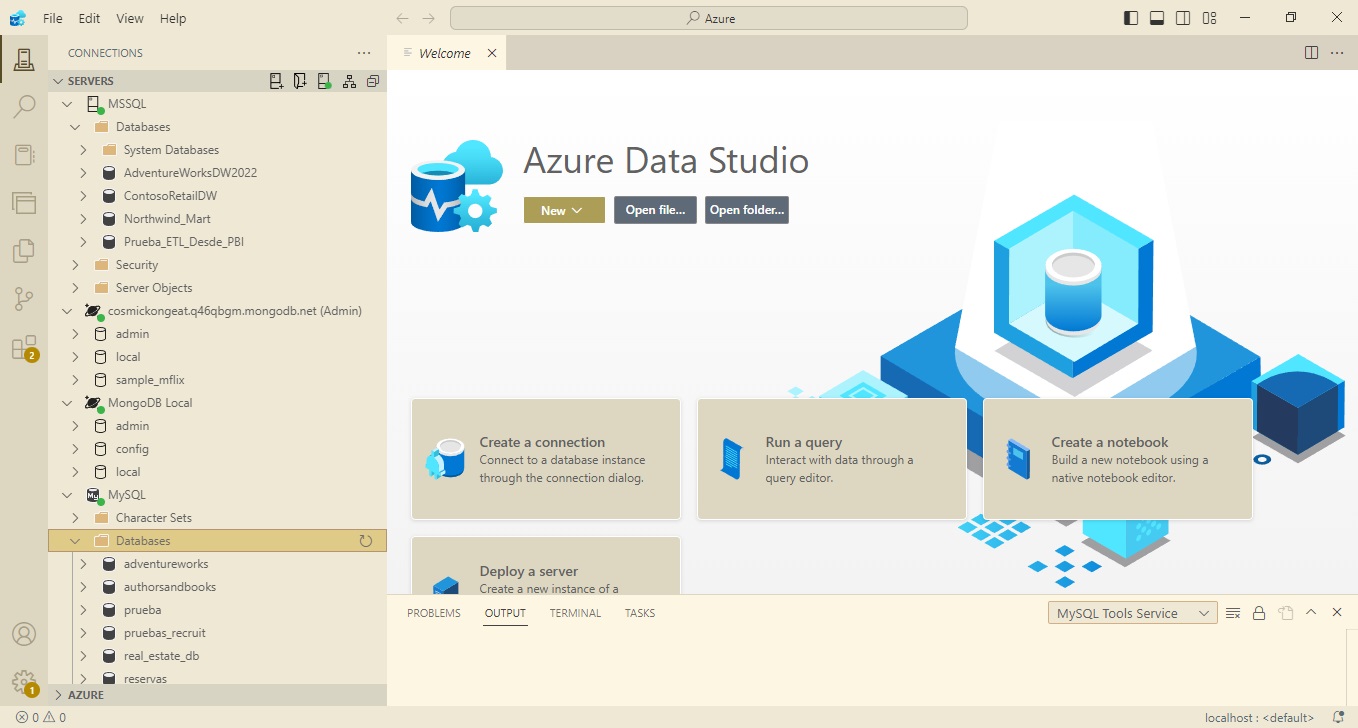 File Edit View Help
Azure
CONNECTIONS
SERVERS
MSSQL
Databases
System Databases
AdventureWorksDW2022
ContosoRetailDW
Northwind_Mart
Prueba_ETL_Desde_PBI
Security
Server Objects
cosmickongeat.q46qbgm.mongodb.net (Admin)
admin
local
sample_mflix
MongoDB Local
admin
config
local
MySQL
Character Sets
Databases
adventureworks
authorsandbooks
prueba
pruebas_recruit
real_estate_db
reservas
AZURE
2
1
Welcome
Azure Data Studio
New
Open file...
Open folder...
Create a connection
Connect to a database instance
through the connection dialog.
Run a query
Interact with data through a
query editor.
Create a notebook
Build a new notebook using a
native notebook editor.
Deploy a server
Create a new instance of a
PROBLEMS OUTPUT TERMINAL TASKS
MySQL Tools Service
0 0
localhost : <default>